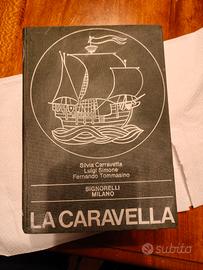 Silvia Carravetta
Luigi Simone
Fernando Tommasino
SIGNORELLI
MILANO
LA CARAVELLA
subito